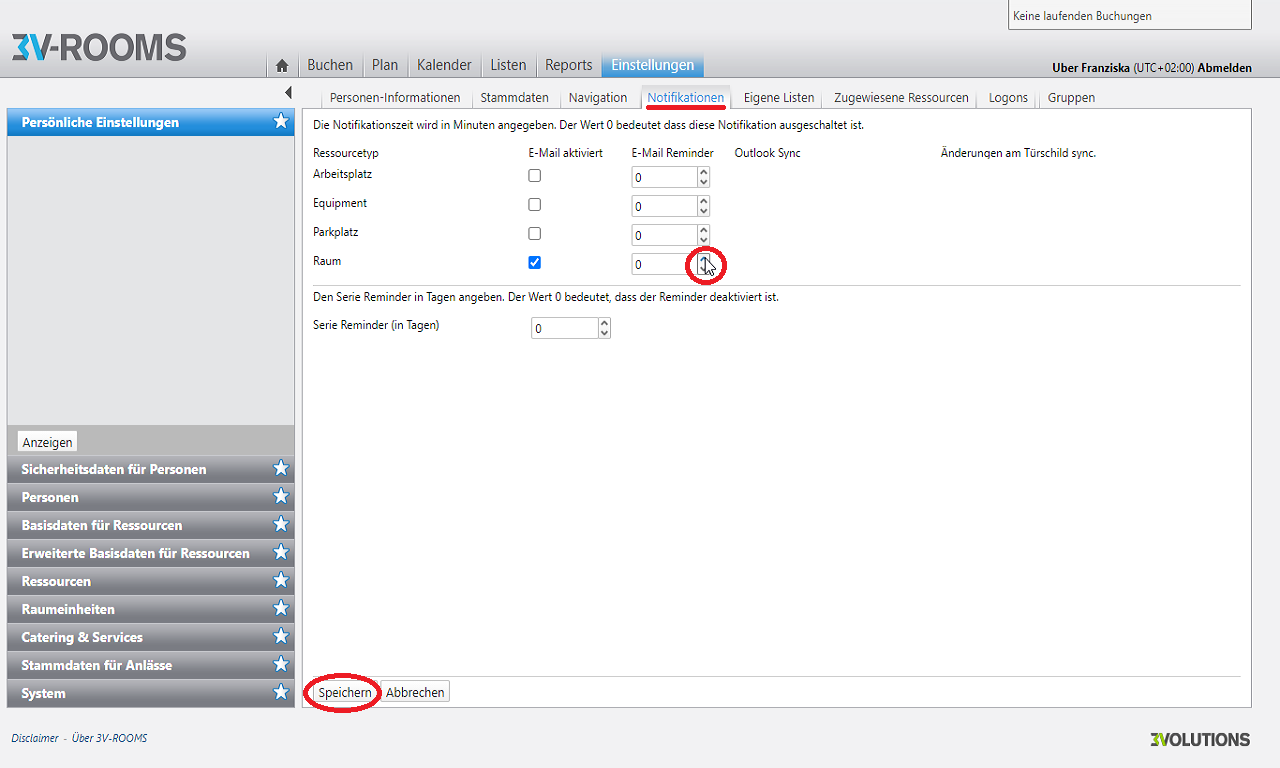 Keine laufenden Buchungen
3V-ROOMS
Buchen Plan Kalender Listen Reports Einstellungen
Uber Franziska (UTC+02:00) Abmelden
Personen-Informationen Stammdaten Navigation Notifikationen Eigene Listen Zugewiesene Ressourcen Logons Gruppen
Persönliche Einstellungen
Die Notifikationszeit wird in Minuten angegeben. Der Wert 0 bedeutet dass diese Notifikation ausgeschaltet ist.
Ressourcetyp E-Mail aktiviert E-Mail Reminder Outlook Sync Änderungen am Türschild sync.
Arbeitsplatz 0
Equipment 0
Parkplatz 0
Raum 0
Den Serie Reminder in Tagen angeben. Der Wert 0 bedeutet, dass der Reminder deaktiviert ist.
Serie Reminder (in Tagen) 0
Anzeigen
Sicherheitsdaten für Personen
Personen
Basisdaten für Ressourcen
Erweiterte Basisdaten für Ressourcen
Ressourcen
Raumeinheiten
Catering & Services
Stammdaten für Anlässe
System
Speichern Abbrechen
Disclaimer - Über 3V-ROOMS
3VOLUTIONS